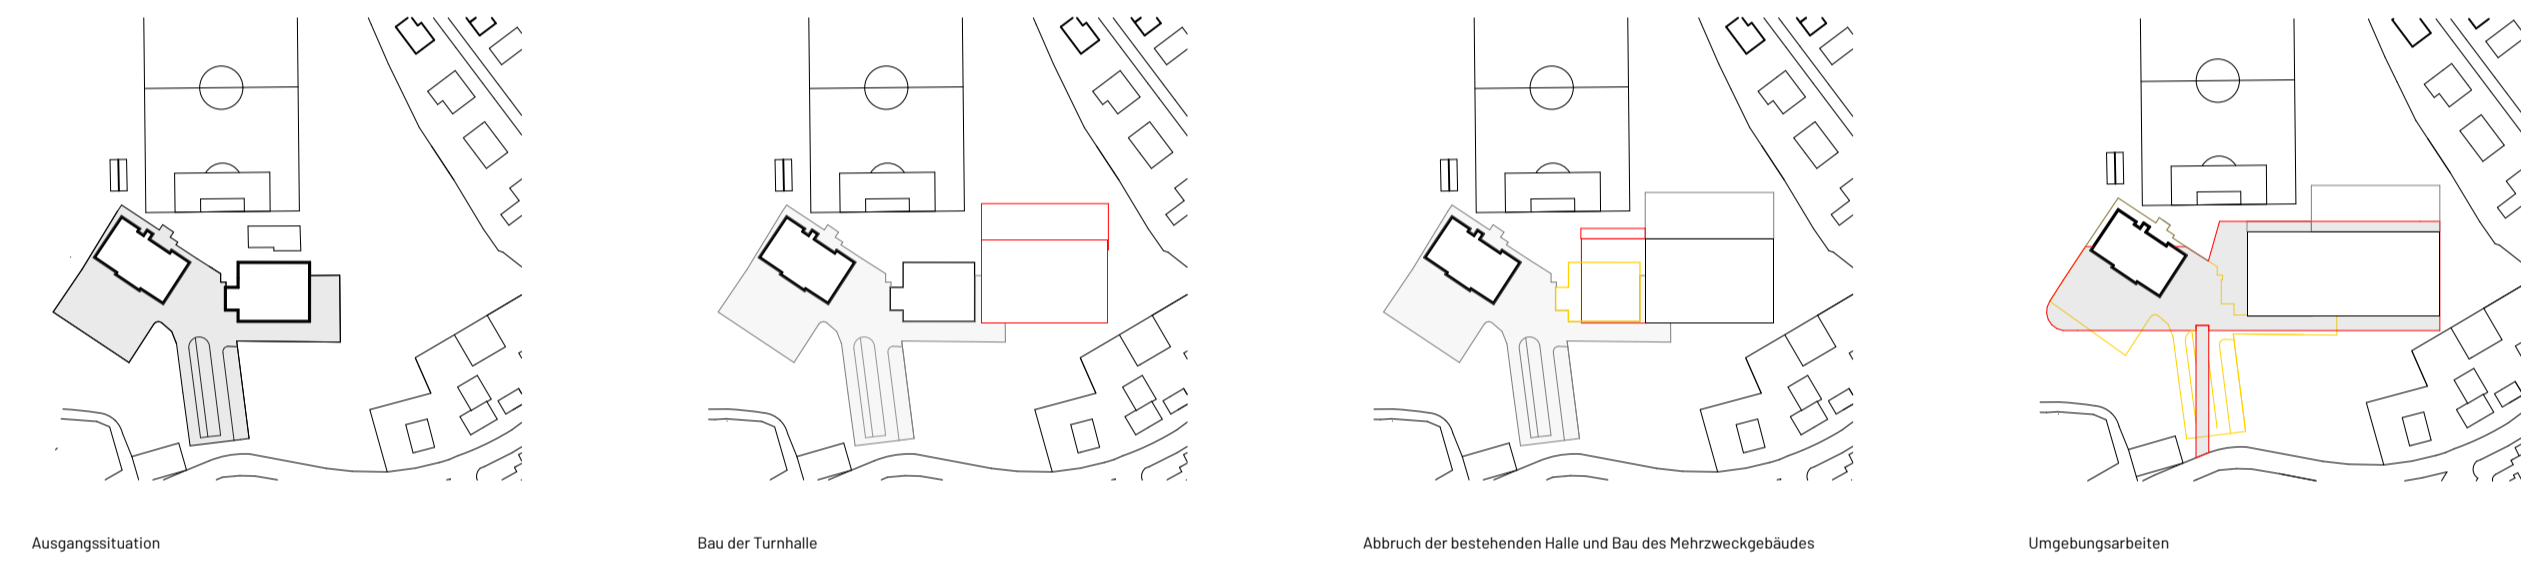 Ausgangssituation
Bau der Turnhalle
Abbruch der bestehenden Halle und Bau des Mehrzweckgebäudes
Umgebungsarbeiten